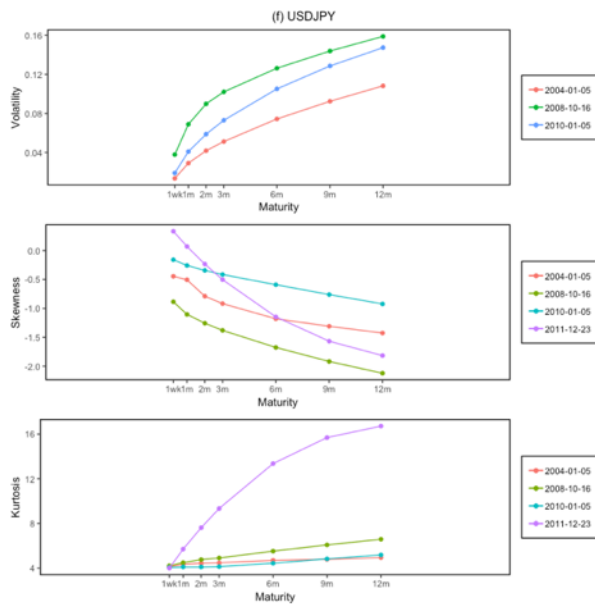 (f) USDJPY
Volatility
0.16
0.12
0.08
0.04
1wk1m 2m 3m 6m 9m 12m
Maturity
2004-01-05
2008-10-16
2010-01-05
Skewness
0.0
-0.5
-1.0
-1.5
-2.0
1wk1m 2m 3m 6m 9m 12m
Maturity
2004-01-05
2008-10-16
2010-01-05
2011-12-23
Kurtosis
16
12
8
4
1wk1m 2m 3m 6m 9m 12m
Maturity
2004-01-05
2008-10-16
2010-01-05
2011-12-23